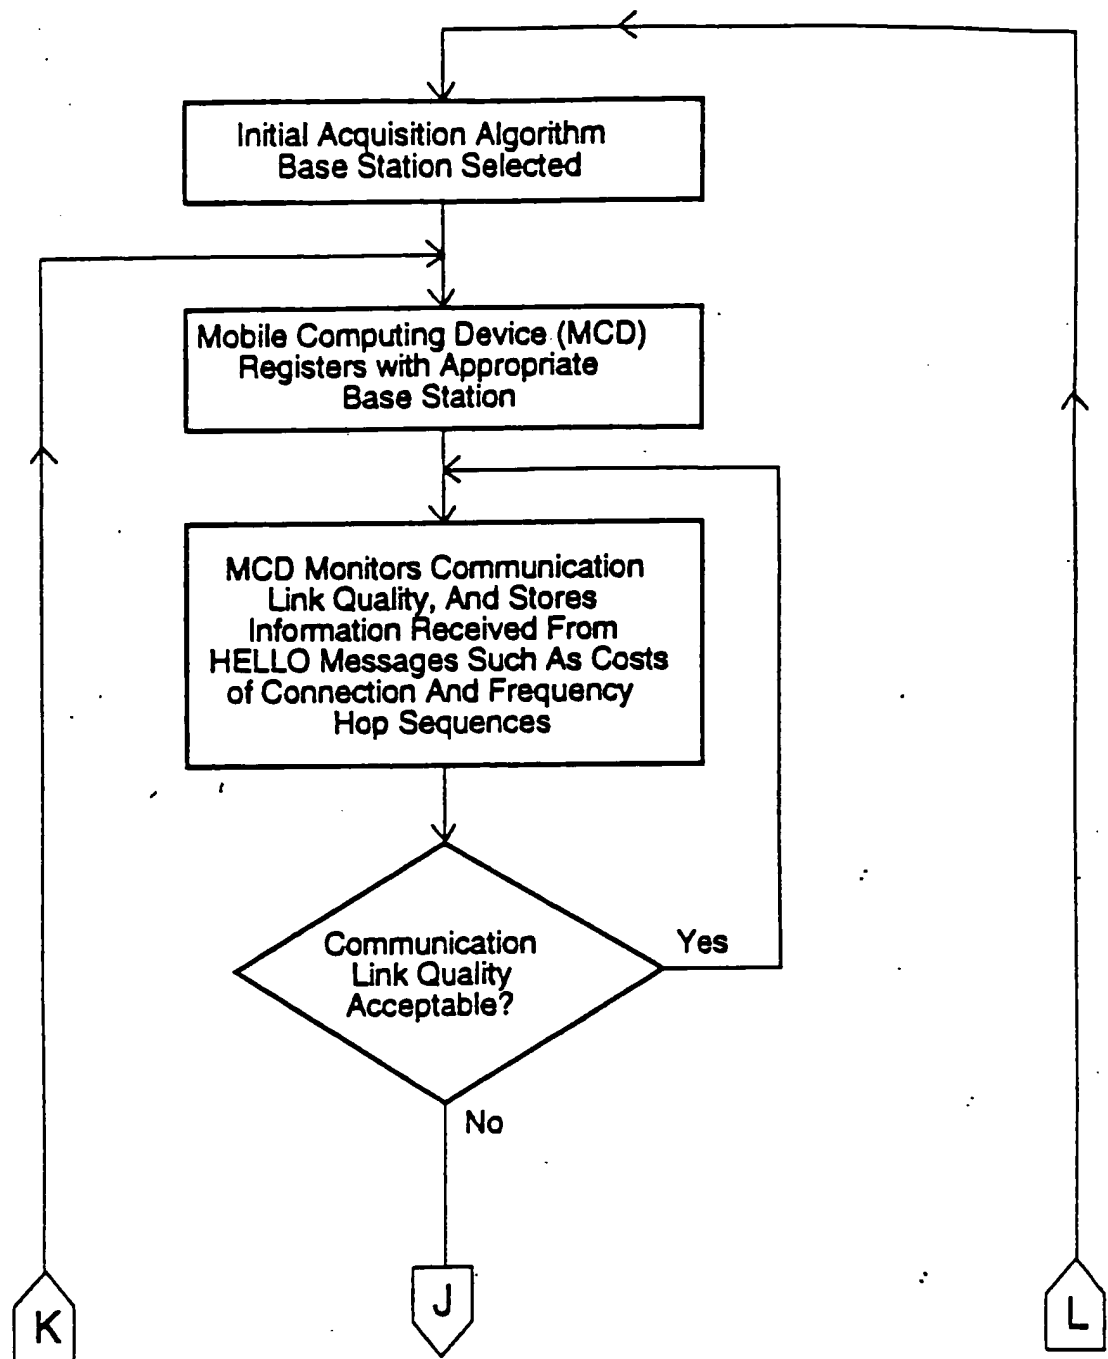 Initial Acquisition Algorithm
Base Station Selected
Mobile Computing Device (MCD)
Registers with Appropriate
Base Station
MCD Monitors Communication
Link Quality, And Stores
Information Received From
HELLO Messages Such As Costs
of Connection And Frequency
Hop Sequences
Communication
Link Quality
Acceptable?
Yes
No
K
J
L